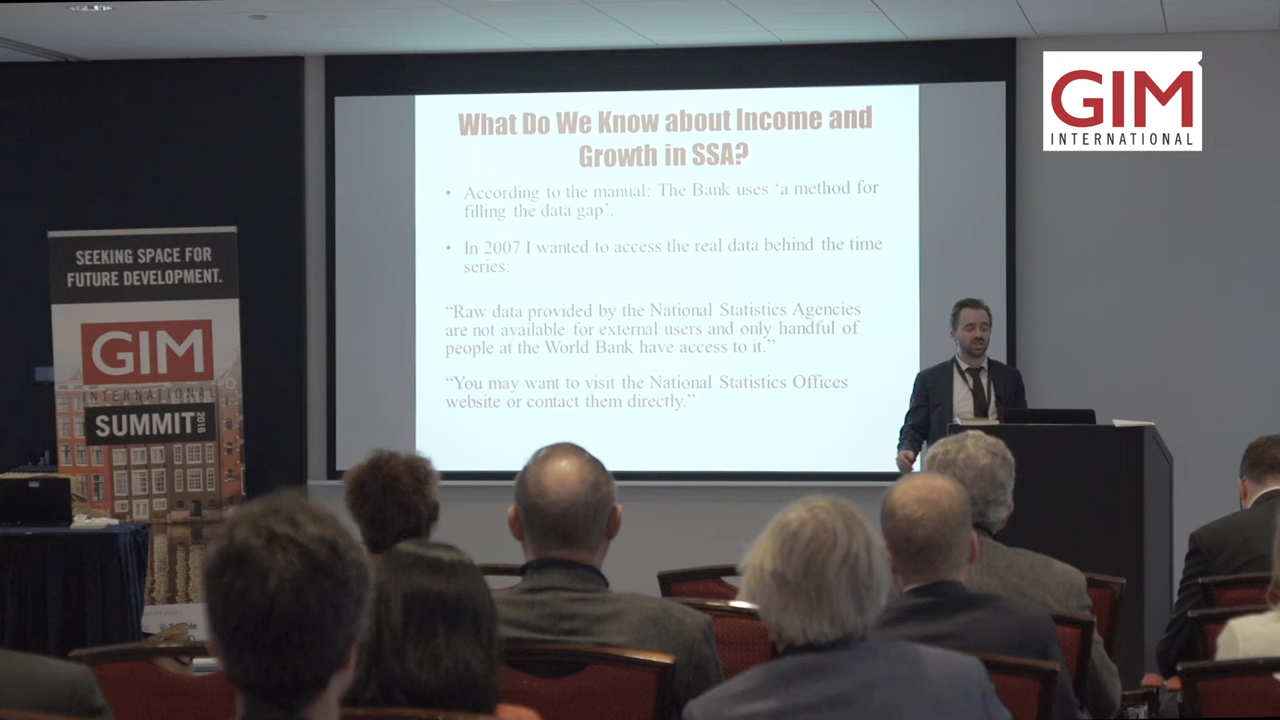 GIM
INTERNATIONAL
What Do We Know about Income and
Growth in SSA?
• According to the manual: The Bank uses ‘a method for
filling the data gap’.
• In 2007 I wanted to access the real data behind the time
series:
“Raw data provided by the National Statistics Agencies
are not available for external users and only handful of
people at the World Bank have access to it.”
“You may want to visit the National Statistics Offices
website or contact them directly.”
SEEKING SPACE FOR
FUTURE DEVELOPMENT.
GIM
INTERNATIONAL
SUMMIT 2016